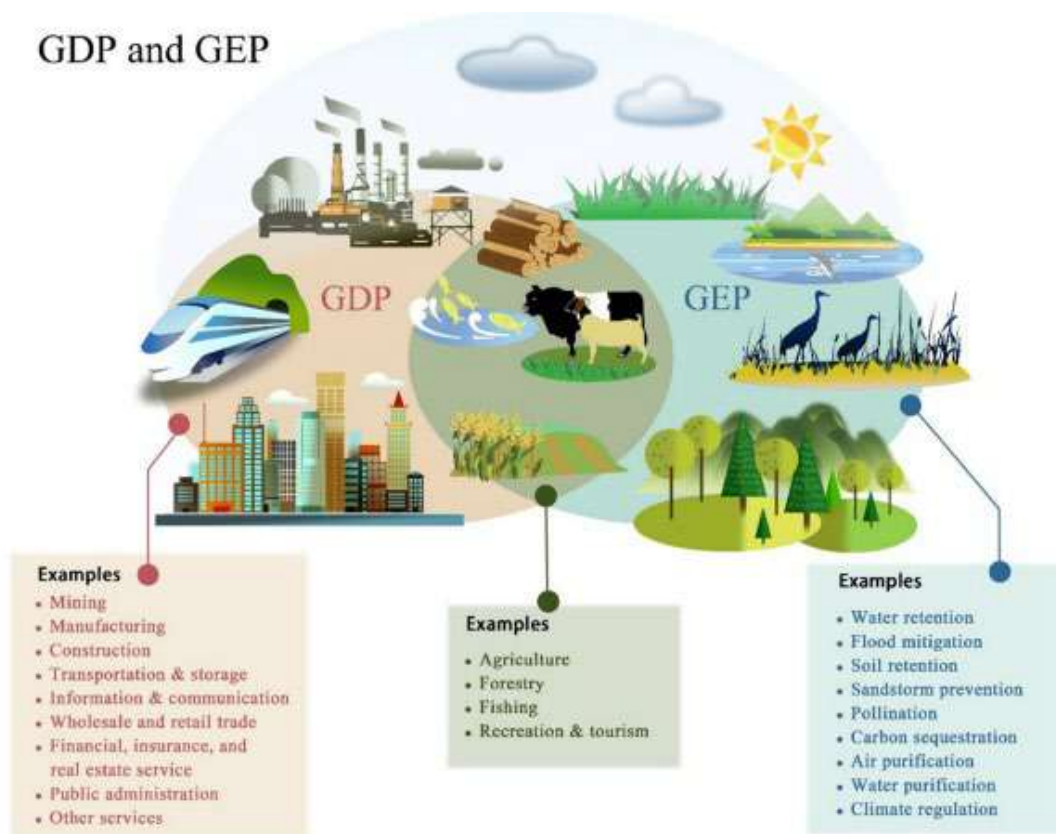 GDP and GEP
GDP
GEP
Examples
• Mining
• Manufacturing
• Construction
• Transportation & storage
• Information & communication
• Wholesale and retail trade
• Financial, insurance, and
real estate service
• Public administration
• Other services
Examples
• Agriculture
• Forestry
• Fishing
• Recreation & tourism
Examples
• Water retention
• Flood mitigation
• Soil retention
• Sandstorm prevention
• Pollination
• Carbon sequestration
• Air purification
• Water purification
• Climate regulation